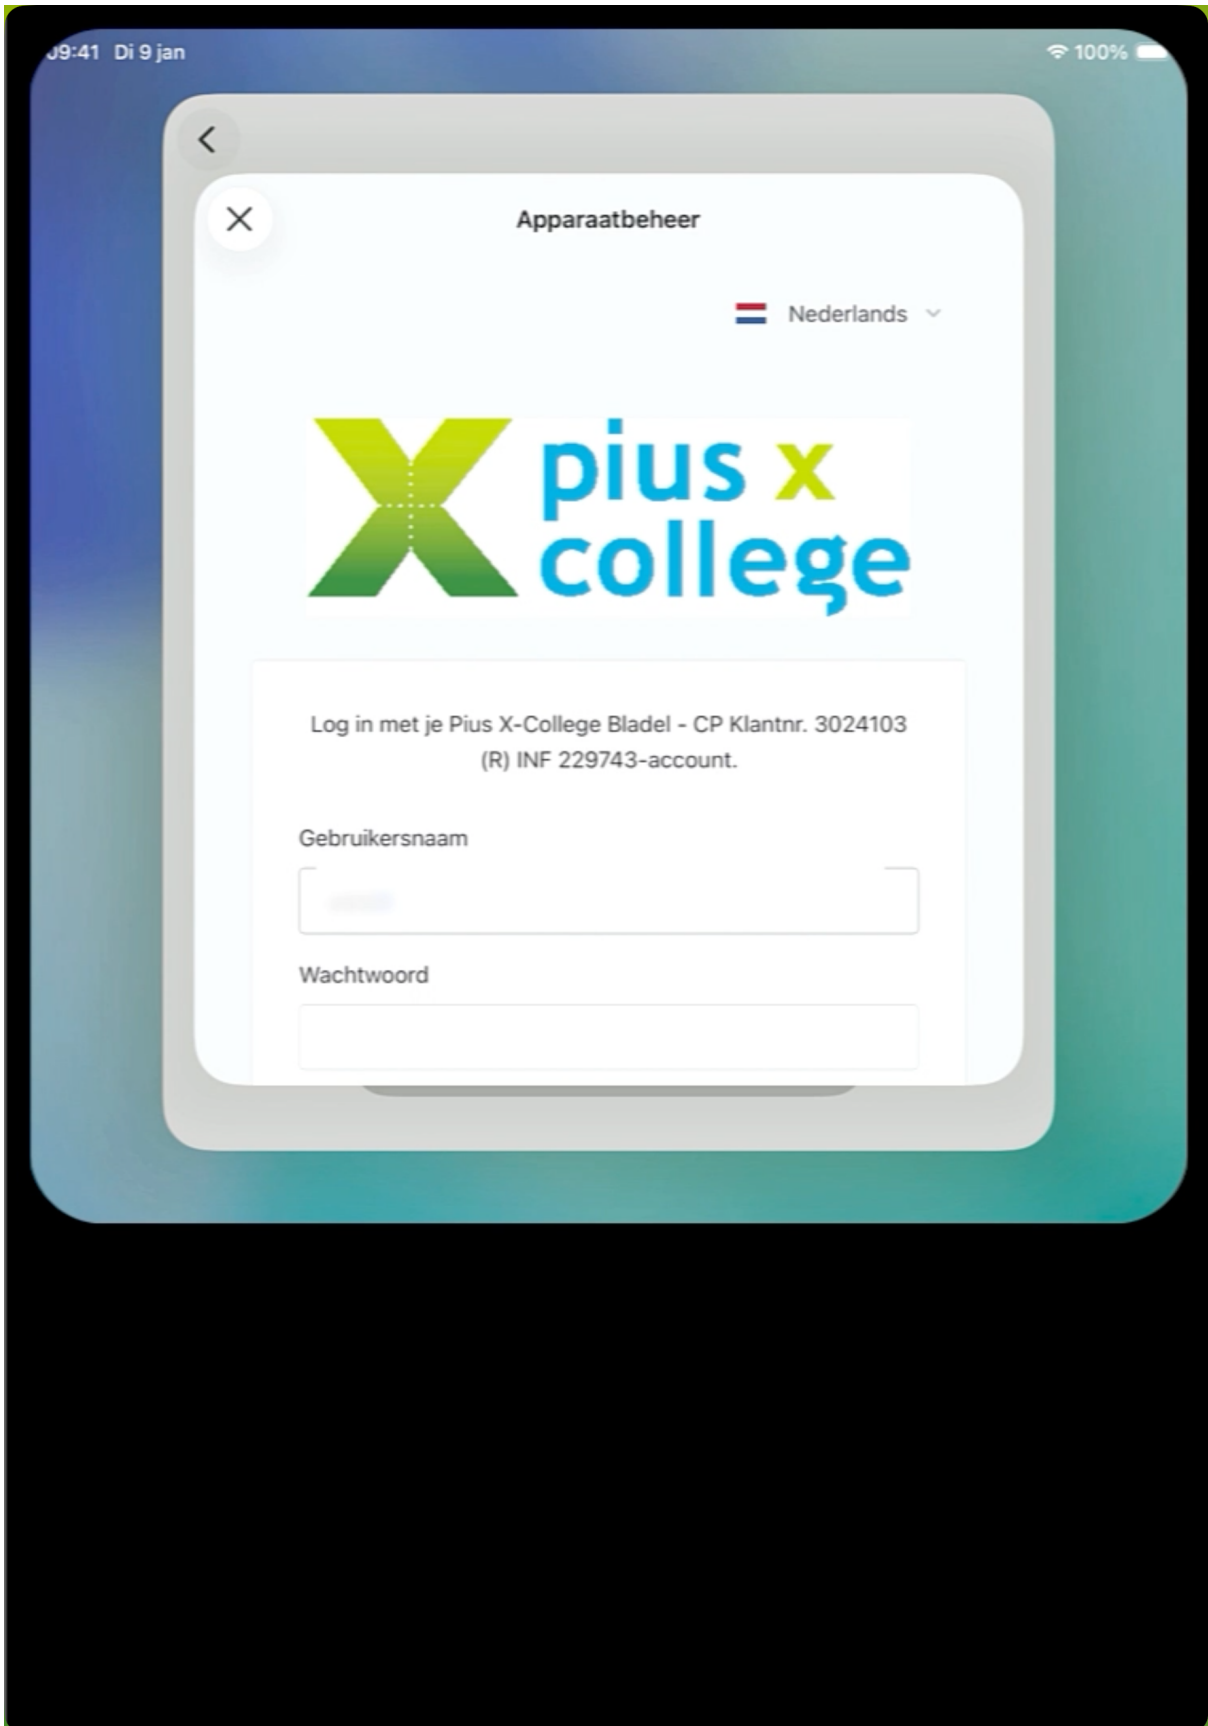 09:41 Di 9 jan 100%
Apparaatbeheer
Nederlands
pius x
college
Log in met je Pius X-College Bladel - CP Klantnr. 3024103
(R) INF 229743-account.
Gebruikersnaam
Wachtwoord